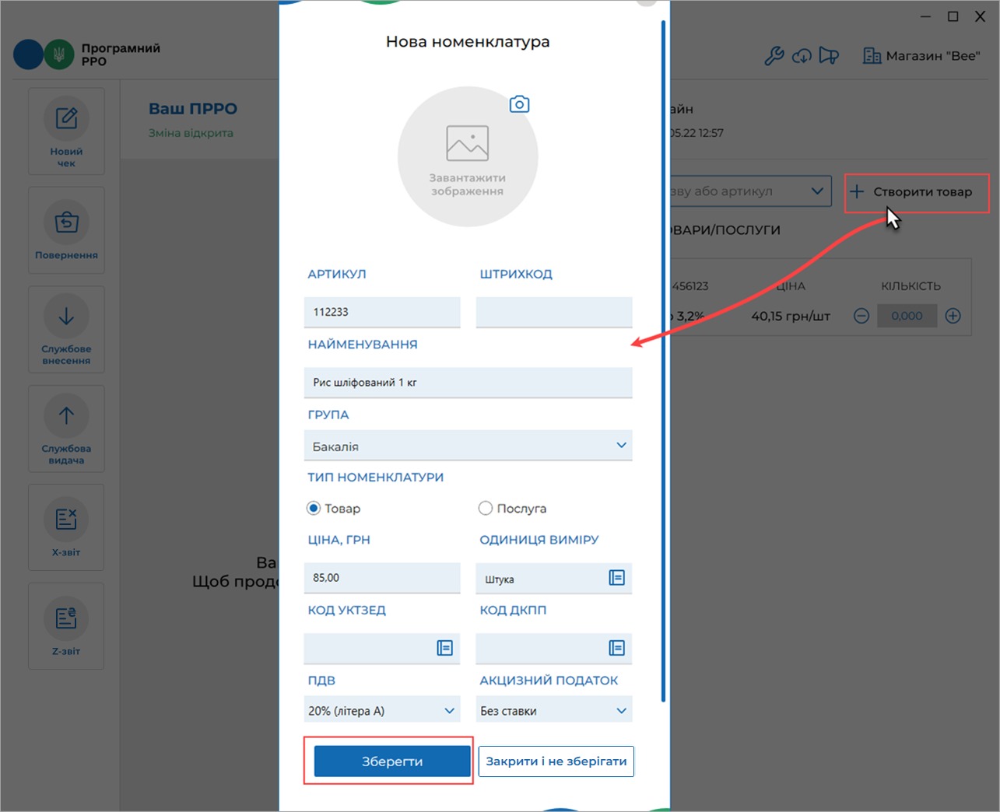 Програмний
РРО
Магазин "Bee"
Новий
чек
Повернення
Службове
внесення
Службова
видача
X-звіт
Z-звіт
Ваш ПРРО
Зміна відкрита
Ва
Щоб продо
Нова номенклатура
Завантажити
зображення
АРТИКУЛ ШТРИХКОД
112233
НАЙМЕНУВАННЯ
Рис шліфований 1 кг
ГРУПА
Бакалія
ТИП НОМЕНКЛАТУРИ
Товар Послуга
ЦІНА, ГРН ОДИНИЦЯ ВИМІРУ
85,00 Штука
КОД УКТЗЕД КОД ДКПП
ПДВ АКЦИЗНИЙ ПОДАТОК
20% (літера А) Без ставки
Зберегти Закрити і не зберігати
айн
05.22 12:57
зву або артикул
Створити товар
ОВАРИ/ПОСЛУГИ
456123 ЦІНА КІЛЬКІСТЬ
3,2% 40,15 грн/шт 0,000